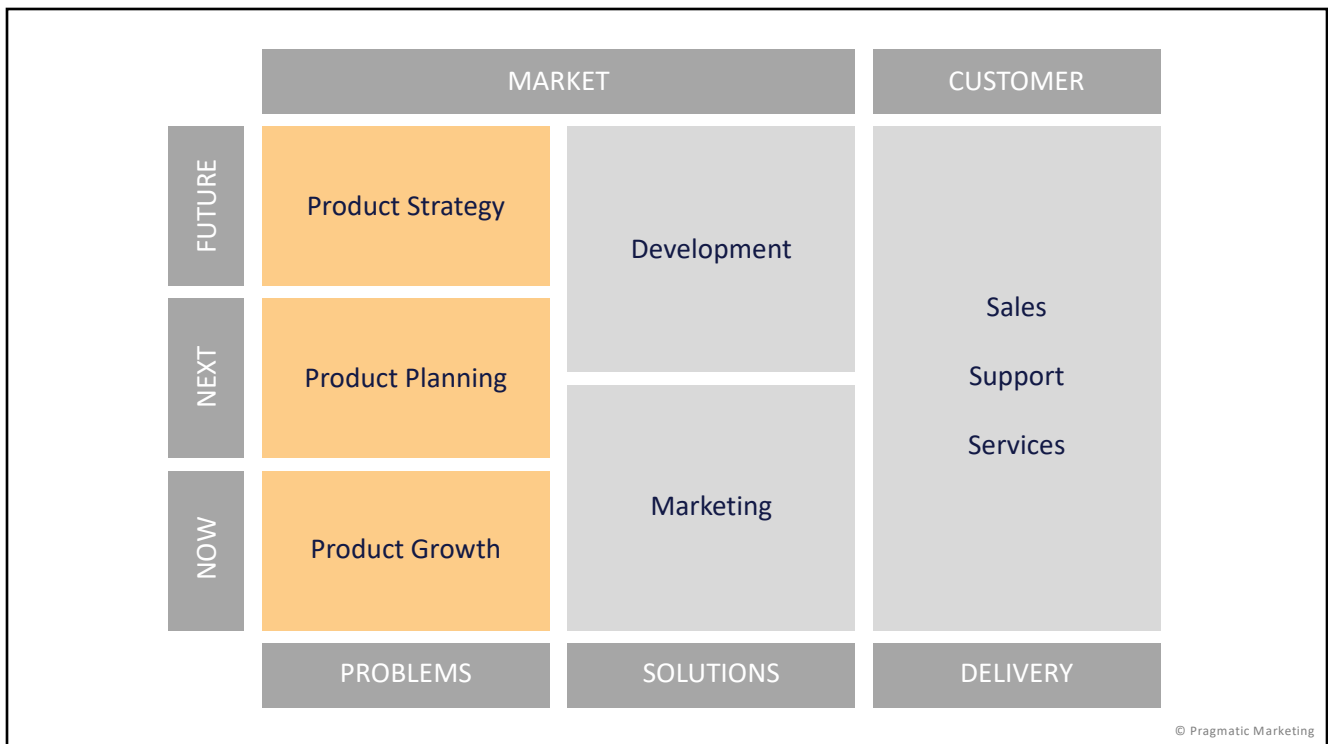 MARKET
CUSTOMER
FUTURE
Product Strategy
Development
NEXT
Product Planning
Sales
Support
Services
NOW
Product Growth
Marketing
PROBLEMS
SOLUTIONS
DELIVERY
© Pragmatic Marketing